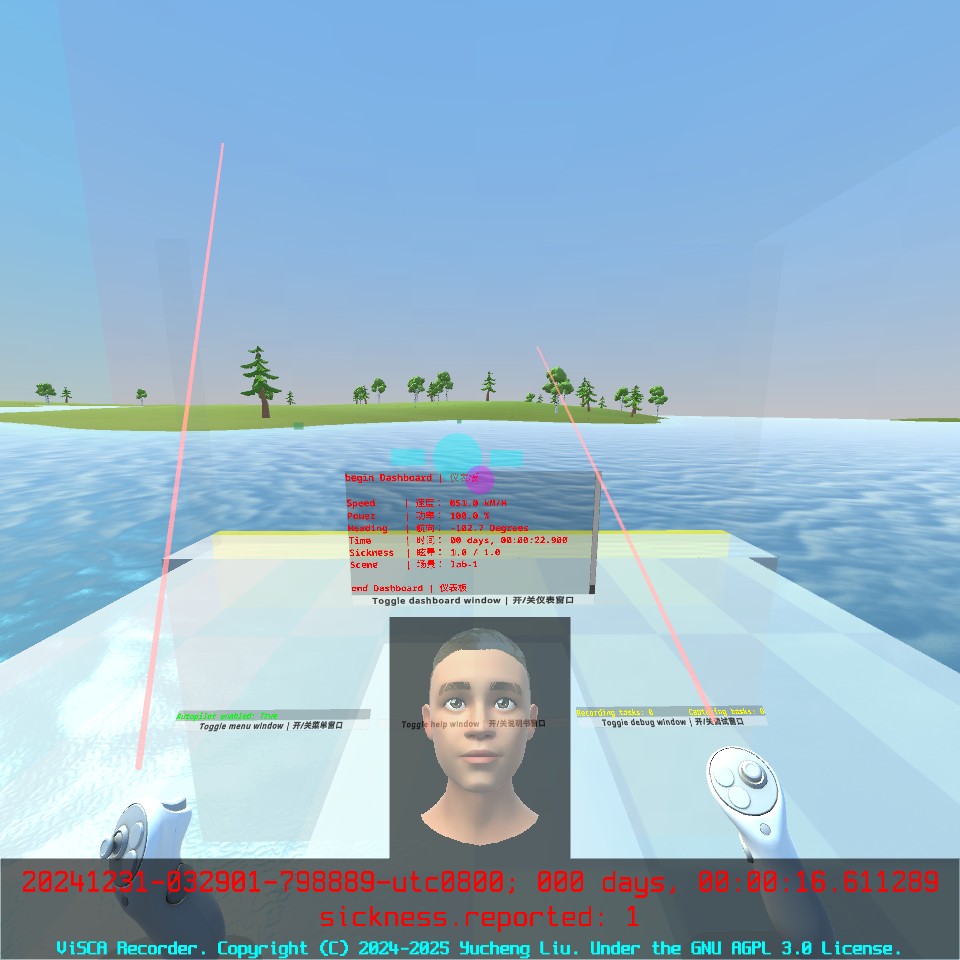 begin Dashboard | 仪表板
Speed | 速度： 051.0 kM/H
Power | 功率： 100.0 %
Heading | 航向： -102.7 Degrees
Time | 时间： 00 days, 00:00:22.900
Sickness | 眩晕： 1.0 / 1.0
Scene | 场景： lab-1
end Dashboard | 仪表板
Toggle dashboard window | 开/关仪表窗口
Autopilot enabled: True
Toggle menu window | 开/关菜单窗口
Toggle help window | 开/关说明书窗口
Recording tasks: 0 Capturing tasks: 0
Toggle debug window | 开/关调试窗口
20241231-032901-798889-utc0800; 000 days, 00:00:16.611289
sickness.reported: 1
ViSCA Recorder. Copyright (C) 2024-2025 Yucheng Liu. Under the GNU AGPL 3.0 License.